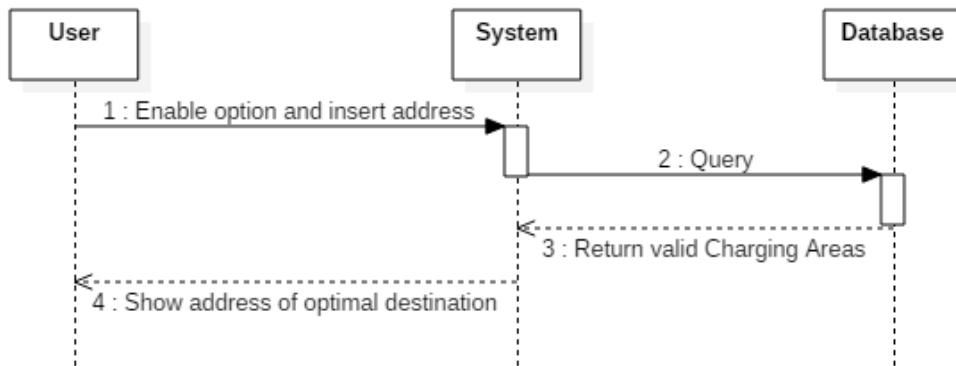 User
System
Database
1 : Enable option and insert address
2 : Query
3 : Return valid Charging Areas
4 : Show address of optimal destination